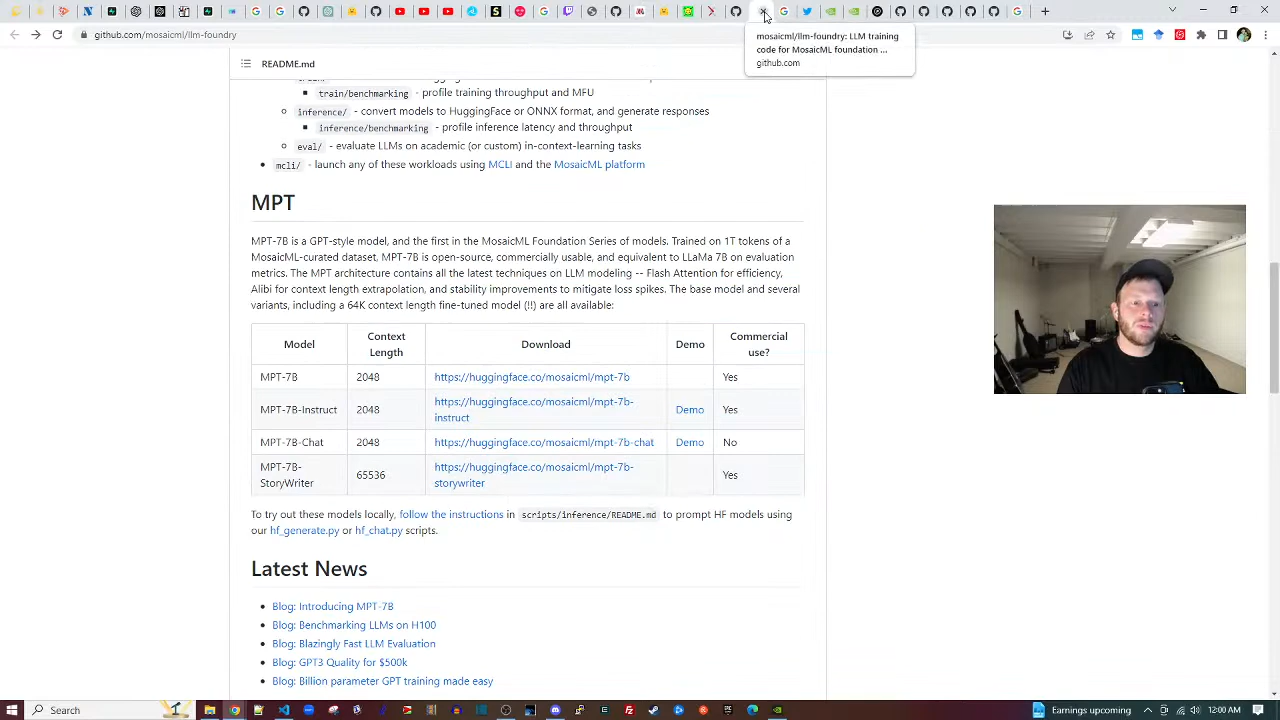 github.com/mosaicml/llm-foundry
mosaicml/llm-foundry: LLM training
code for MosaicML foundation ...
github.com
README.md
train/benchmarking - profile training throughput and MFU
inference/ - convert models to HuggingFace or ONNX format, and generate responses
inference/benchmarking - profile inference latency and throughput
eval/ - evaluate LLMs on academic (or custom) in-context-learning tasks
mcli/ - launch any of these workloads using MCLI and the MosaicML platform
MPT
MPT-7B is a GPT-style model, and the first in the MosaicML Foundation Series of models. Trained on 1T tokens of a
MosaicML-curated dataset, MPT-7B is open-source, commercially usable, and equivalent to LLaMa 7B on evaluation
metrics. The MPT architecture contains all the latest techniques on LLM modeling -- Flash Attention for efficiency,
Alibi for context length extrapolation, and stability improvements to mitigate loss spikes. The base model and several
variants, including a 64K context length fine-tuned model (!!) are all available:
Model Context Length Download Demo Commercial use?
MPT-7B 2048 https://huggingface.co/mosaicml/mpt-7b Yes
MPT-7B-Instruct 2048 https://huggingface.co/mosaicml/mpt-7b-instruct Demo Yes
MPT-7B-Chat 2048 https://huggingface.co/mosaicml/mpt-7b-chat Demo No
MPT-7B-StoryWriter 65536 https://huggingface.co/mosaicml/mpt-7b-storywriter Yes
To try out these models locally, follow the instructions in scripts/inference/README.md to prompt HF models using
our hf_generate.py or hf_chat.py scripts.
Latest News
Blog: Introducing MPT-7B
Blog: Benchmarking LLMs on H100
Blog: Blazingly Fast LLM Evaluation
Blog: GPT3 Quality for $500k
Blog: Billion parameter GPT training made easy
Search
Earnings upcoming
12:00 AM